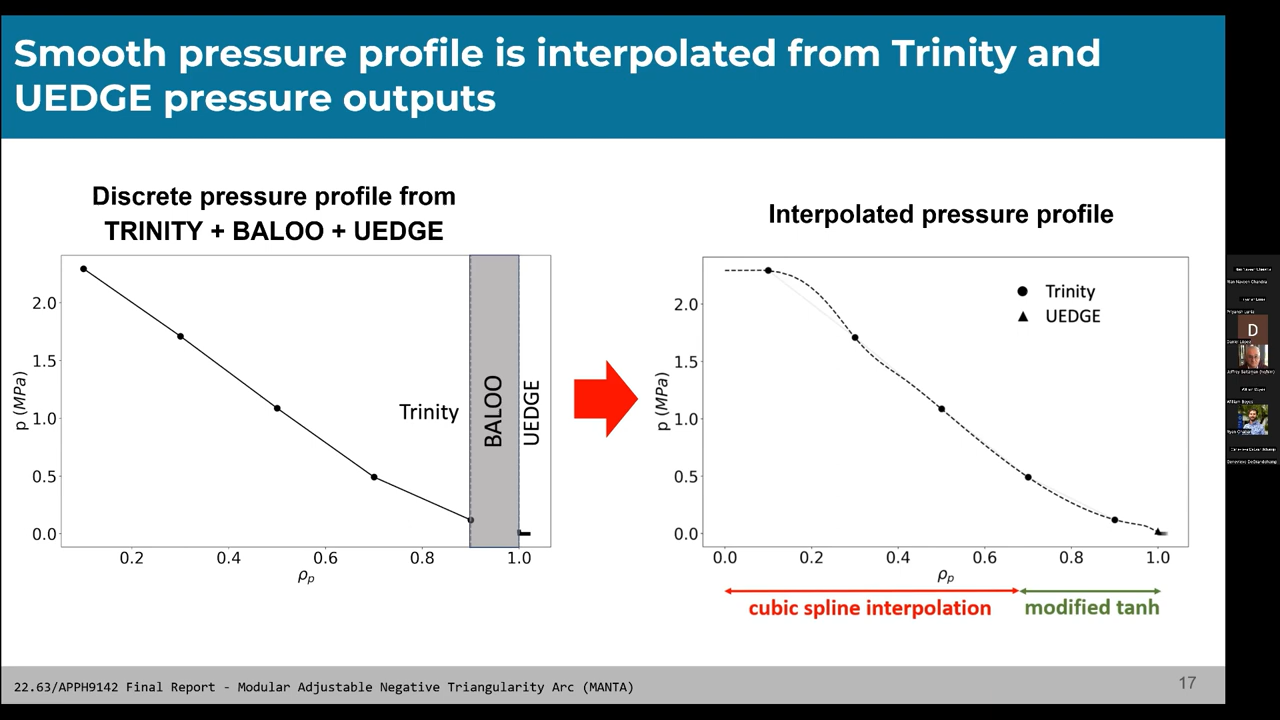 Smooth pressure profile is interpolated from Trinity and
UEDGE pressure outputs
Discrete pressure profile from
TRINITY + BALOO + UEDGE
p (MPa)
2.0
1.5
1.0
0.5
0.0
Trinity
BALOO
UEDGE
0.2
0.4
0.6
0.8
1.0
ρp
Interpolated pressure profile
p (MPa)
2.0
1.5
1.0
0.5
0.0
Trinity
UEDGE
0.0
0.2
0.4
0.6
0.8
1.0
ρp
cubic spline interpolation
modified tanh
22.63/APPH9142 Final Report - Modular Adjustable Negative Triangularity Arc (MANTA)
17
D